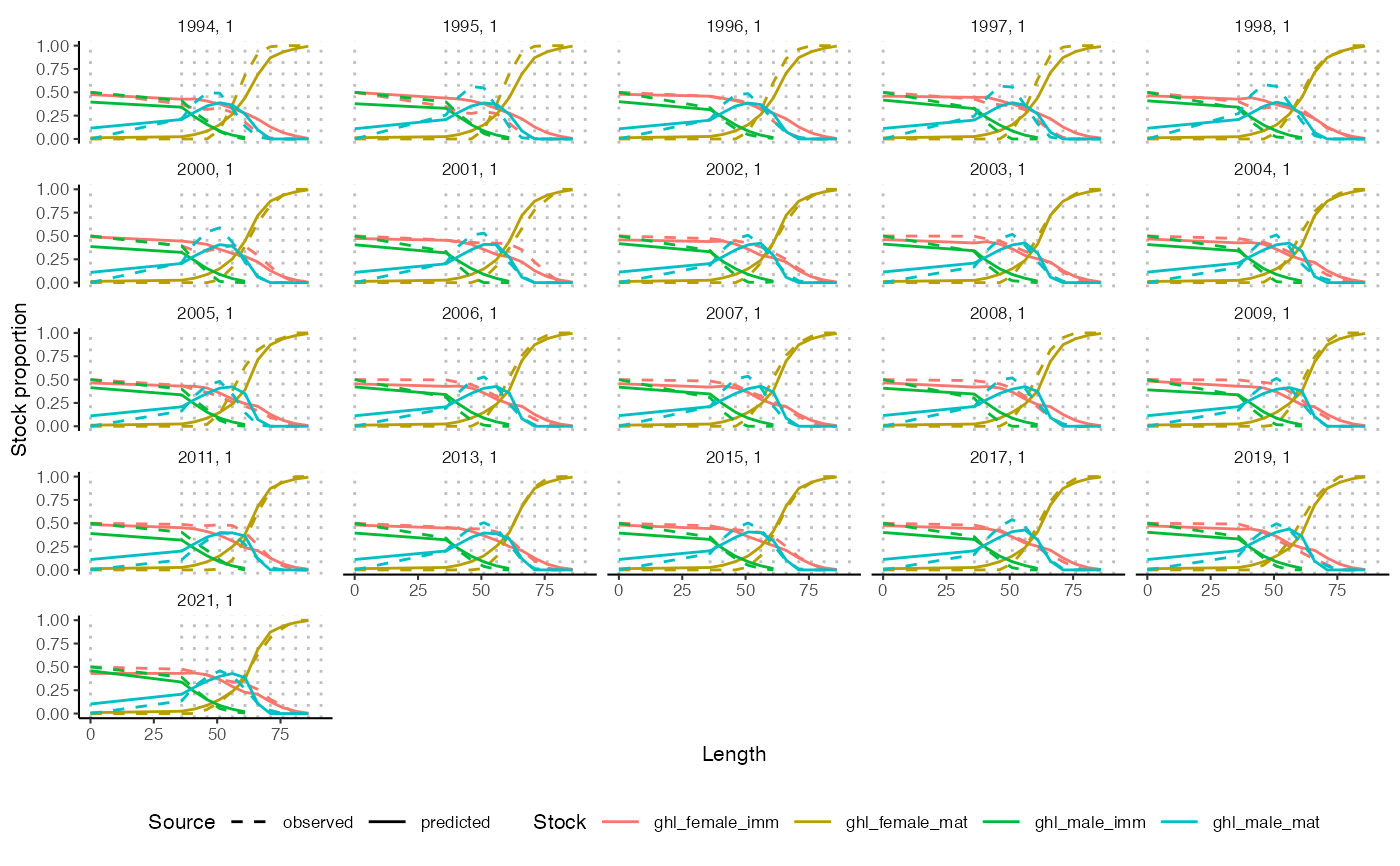 1994, 1 1995, 1 1996, 1 1997, 1 1998, 1
1.00
0.75
0.50
0.25
0.00
2000, 1 2001, 1 2002, 1 2003, 1 2004, 1
1.00
0.75
0.50
0.25
0.00
2005, 1 2006, 1 2007, 1 2008, 1 2009, 1
1.00
0.75
0.50
0.25
0.00
Stock proportion
2011, 1 2013, 1 2015, 1 2017, 1 2019, 1
1.00
0.75
0.50
0.25
0.00
0 25 50 75 0 25 50 75 0 25 50 75 0 25 50 75
2021, 1
1.00
0.75
0.50
0.25
0.00
0 25 50 75
Length
Source observed predicted Stock ghl_female_imm ghl_female_mat ghl_male_imm ghl_male_mat